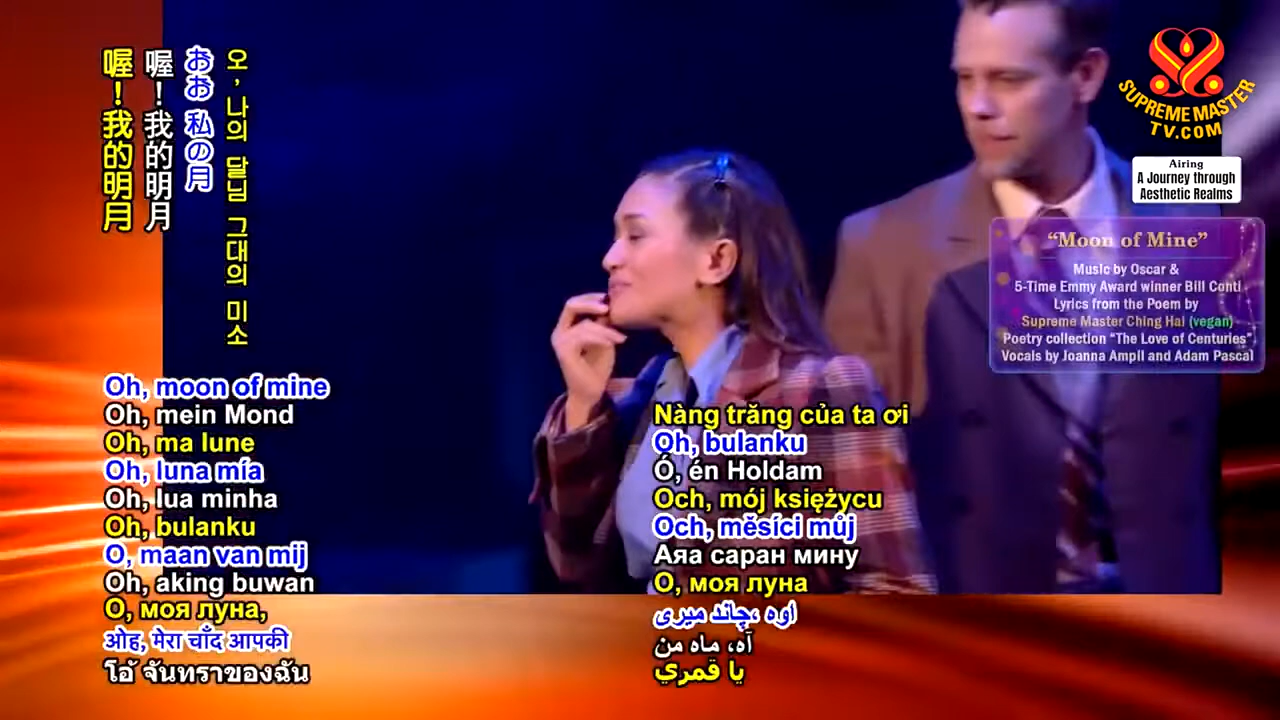 오, 나의 달님 그대의 미소
おお 私の月
喔！我的明月
喔！我的明月
SUPREME MASTER
TV.COM
Airing
A Journey through
Aesthetic Realms
“Moon of Mine”
Music by Oscar &
5-Time Emmy Award winner Bill Conti
Lyrics from the Poem by
Supreme Master Ching Hai (vegan)
Poetry collection “The Love of Centuries”
Vocals by Joanna Ampil and Adam Pascal
Oh, moon of mine
Oh, mein Mond
Oh, ma lune
Oh, luna mía
Oh, lua minha
Oh, bulanku
O, maan van mij
Oh, aking buwan
О, моя луна,
ओह, मेरा चाँद आपकी
โอ้ จันทราของฉัน
Nàng trăng của ta ơi
Oh, bulanku
Ó, én Holdam
Och, mój księżycu
Och, měsíci můj
Аяа саран мину
О, моя луна
اوہ ،چاند میری
آه، ماه من
يا قمري